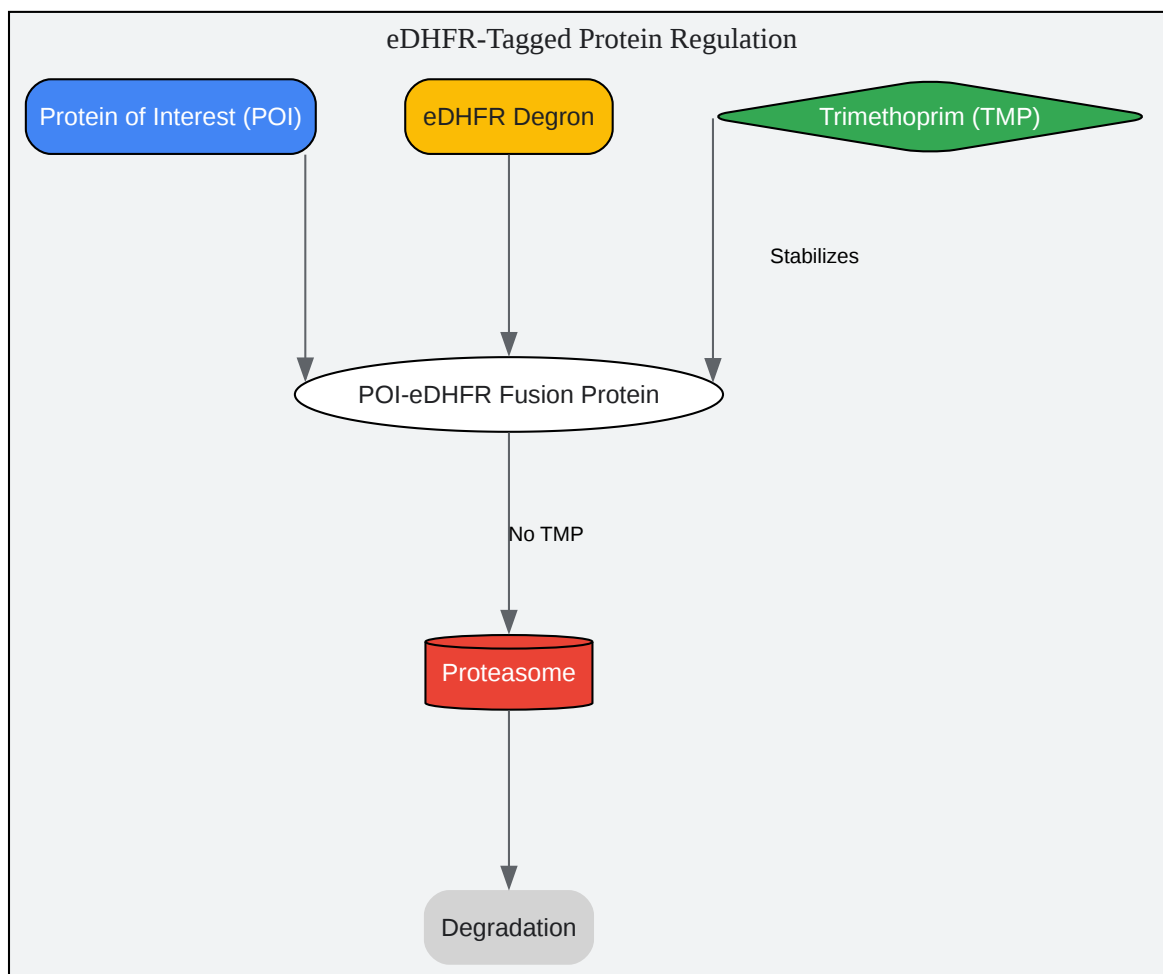 eDHFR-Tagged Protein Regulation
Protein of Interest (POI)
eDHFR Degron
Trimethoprim (TMP)
Stabilizes
POI-eDHFR Fusion Protein
No TMP
Proteasome
Degradation